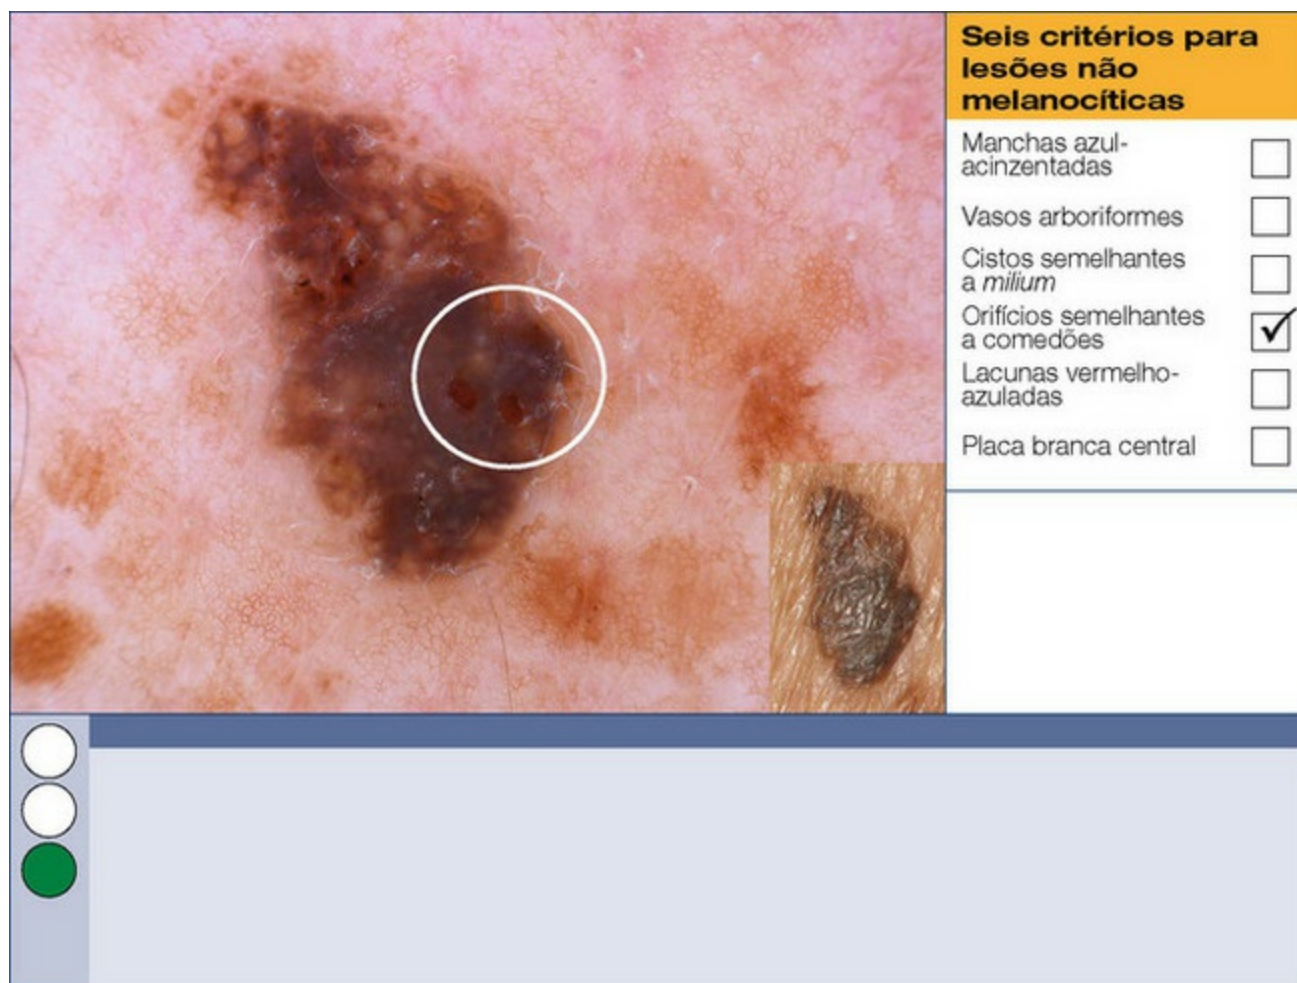 Seis critérios para
lesões não
melanocíticas
Manchas azul-
acinzentadas
Vasos arboriformes
Cistos semelhantes
a milium
Orifícios semelhantes
a comedões
Lacunas vermelho-
azuladas
Placa branca central